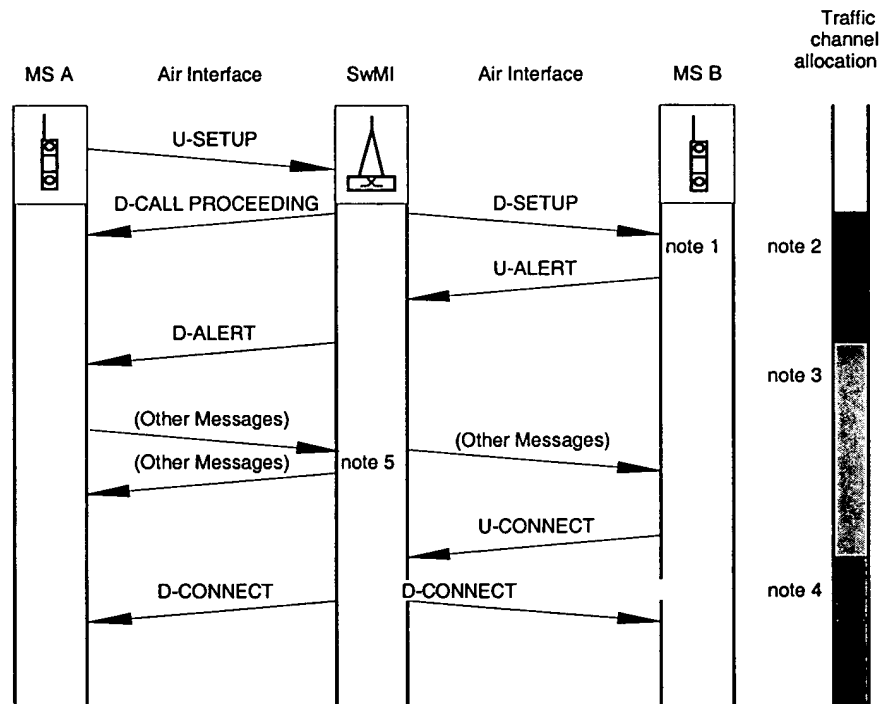 Traffic
channel
allocation
MS A Air Interface SwMI Air Interface MS B
U-SETUP
D-CALL PROCEEDING D-SETUP
note 1 note 2
U-ALERT
D-ALERT
note 3
(Other Messages)
(Other Messages)
(Other Messages) note 5
U-CONNECT
D-CONNECT D-CONNECT note 4